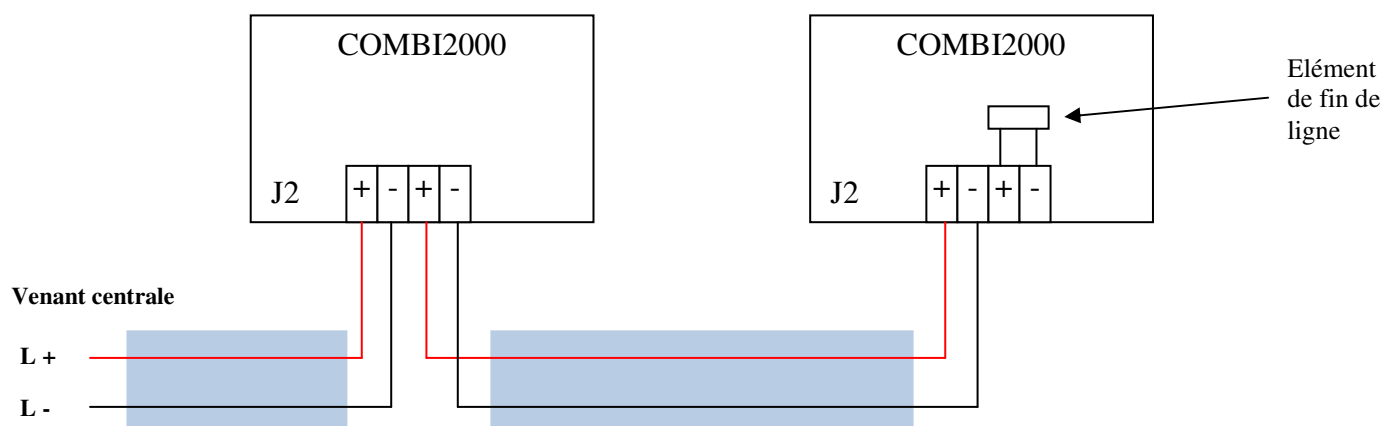 COMBI2000
COMBI2000
Elément
de fin de
ligne
J2
+ - + -
J2
+ - + -
Venant centrale
L +
L -